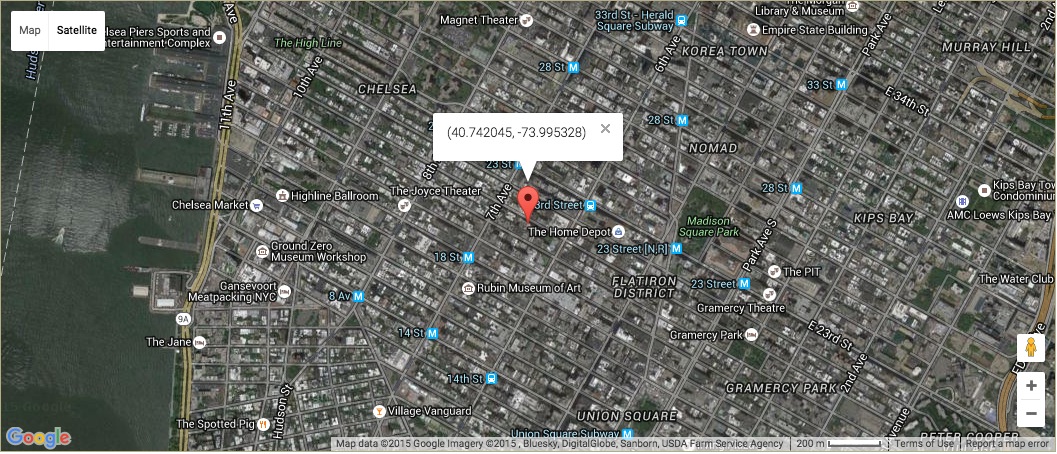 Map
Satellite
Chelsea Piers Sports and
Entertainment Complex
Magnet Theater
33rd St - Herald
Square Subway
The Morgan
Library & Museum
Empire State Building
KOREA TOWN
MURRAY HILL
Park Ave
2nd
6th Ave
The High Line
10th Ave
11th Ave
Ave
28 St
CHELSEA
33 St
E 34th St
(40.742045, -73.995328)
28 St
NOMAD
23 St
8th
7th Ave
28 St
Kips Bay
Condominium
AMC Loews Kips Bay
KIPS BAY
Highline Ballroom
The Joyce Theater
Chelsea Market
3rd Street
The Home Depot
Madison
Square Park
23 Street [N,R]
Park Ave S
Ground Zero
Museum Workshop
18 St
The PIT
The Water Club
FLATIRON
DISTRICT
23 Street
Gansevoort
Meatpacking NYC
8 Av
Rubin Museum of Art
Gramercy Theatre
9A
14 St
Gramercy Park
E 23rd St
The Jane
14th St
2nd Ave
GRAMERCY PARK
Hudson St
Village Vanguard
UNION SQUARE
The Spotted Pig
Union Square Subway
PETER COOPER
Google
Map data ©2015 Google Imagery ©2015 , Bluesky, DigitalGlobe, Sanborn, USDA Farm Service Agency
200 m
Terms of Use
Report a map error